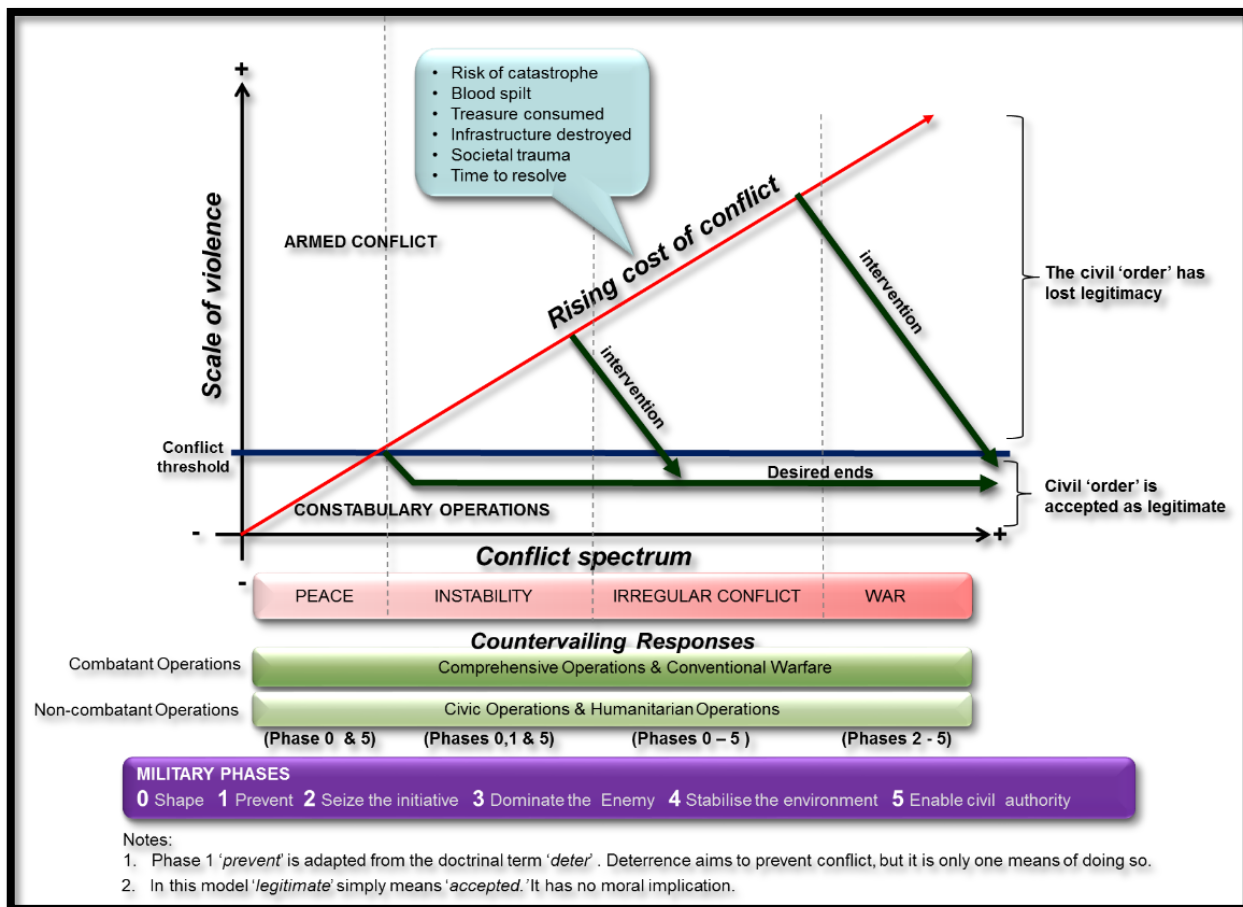 +
• Risk of catastrophe
• Blood spilt
• Treasure consumed
• Infrastructure destroyed
• Societal trauma
• Time to resolve
Scale of violence
ARMED CONFLICT
Rising cost of conflict
intervention
intervention
The civil ‘order’ has
lost legitimacy
Conflict
threshold
Desired ends
CONSTABULARY OPERATIONS
Civil ‘order’ is
accepted as legitimate
-
+
-
Conflict spectrum
PEACE
INSTABILITY
IRREGULAR CONFLICT
WAR
Countervailing Responses
Combatant Operations
Comprehensive Operations & Conventional Warfare
Non-combatant Operations
Civic Operations & Humanitarian Operations
(Phase 0 & 5)
(Phases 0,1 & 5)
(Phases 0 – 5 )
(Phases 2 - 5)
MILITARY PHASES
0 Shape 1 Prevent 2 Seize the initiative 3 Dominate the Enemy 4 Stabilise the environment 5 Enable civil authority
Notes:
1. Phase 1 ‘prevent’ is adapted from the doctrinal term ‘deter’ . Deterrence aims to prevent conflict, but it is only one means of doing so.
2. In this model ‘legitimate’ simply means ‘accepted.’ It has no moral implication.